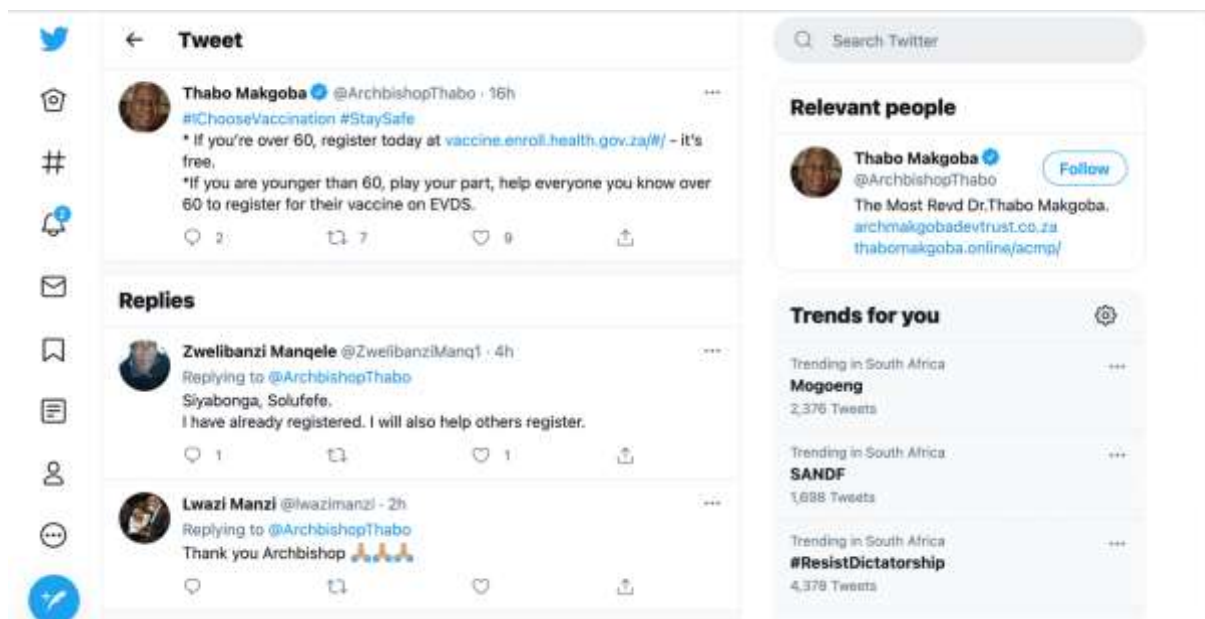 Tweet
Thabo Makgoba @ArchbishopThabo · 16h
#IChooseVaccination #StaySafe
* If you're over 60, register today at vaccine.enroll.health.gov.za/#/ – it's
free.
*If you are younger than 60, play your part, help everyone you know over
60 to register for their vaccine on EVDS.
2 7 9
Replies
Zwelibanzi Manqele @ZwelibanziManq1 · 4h
Replying to @ArchbishopThabo
Siyabonga, Solufefe.
I have already registered. I will also help others register.
1 1
Lwazi Manzi @lwazimanzi · 2h
Replying to @ArchbishopThabo
Thank you Archbishop 🙏🏽🙏🏽🙏🏽
2
Search Twitter
Relevant people
Thabo Makgoba
@ArchbishopThabo
Follow
The Most Revd Dr.Thabo Makgoba.
archmakgobadevtrust.co.za
thabomakgoba.online/acmp/
Trends for you
Trending in South Africa
Mogoeng
2,376 Tweets
Trending in South Africa
SANDF
1,698 Tweets
Trending in South Africa
#ResistDictatorship
4,378 Tweets